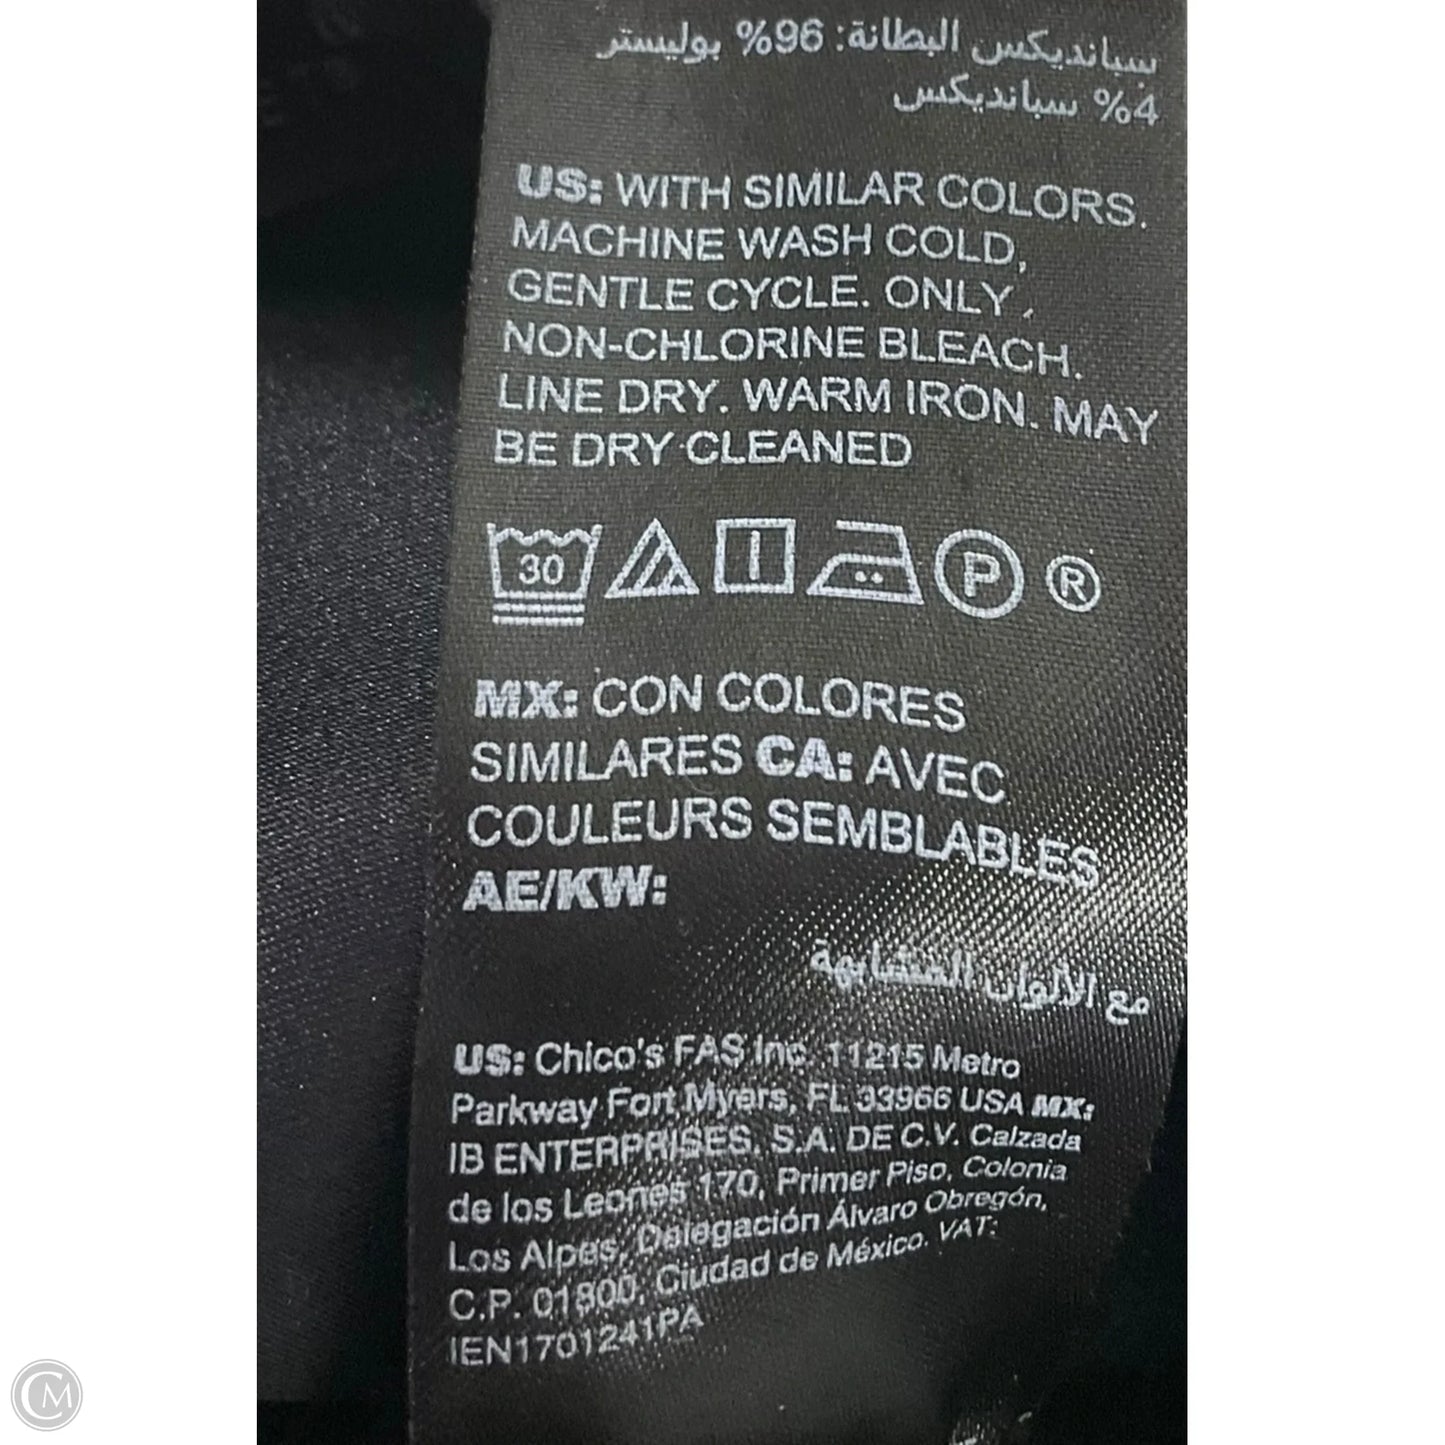 سبانديكس البطانة: 96% بوليستر
4% سبانديكس
US: WITH SIMILAR COLORS.
MACHINE WASH COLD,
GENTLE CYCLE. ONLY
NON-CHLORINE BLEACH.
LINE DRY. WARM IRON. MAY
BE DRY CLEANED
30 P ®
MX: CON COLORES
SIMILARES CA: AVEC
COULEURS SEMBLABLES
AE/KW:
مع الألوان المتشابهة
US: Chico's FAS Inc. 11215 Metro
Parkway Fort Myers, FL 33966 USA MX:
IB ENTERPRISES, S.A. DE C.V. Calzada
de los Leones 170, Primer Piso, Colonia
Los Alpes, Delegación Álvaro Obregón,
C.P. 01800, Ciudad de México. VAT:
IEN1701241PA
CM